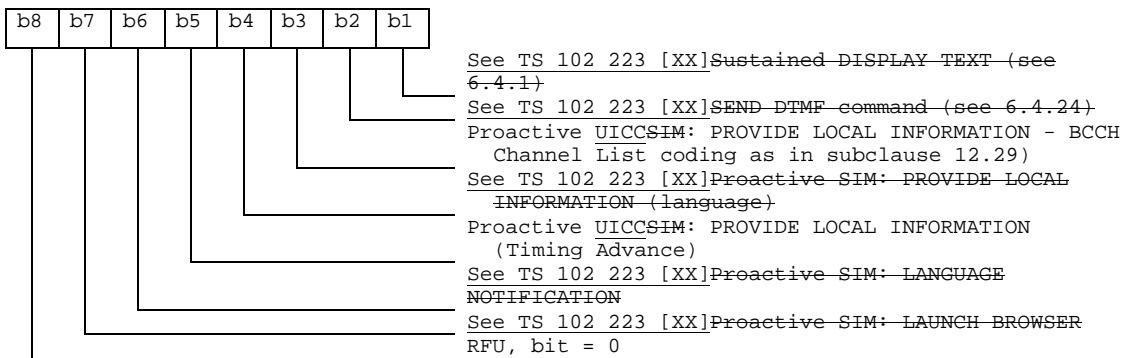 b8 b7 b6 b5 b4 b3 b2 b1
See TS 102 223 [XX]Sustained DISPLAY TEXT (see
6.4.1)
See TS 102 223 [XX]SEND DTMF command (see 6.4.24)
Proactive UICCSIM: PROVIDE LOCAL INFORMATION - BCCH
Channel List coding as in subclause 12.29)
See TS 102 223 [XX]Proactive SIM: PROVIDE LOCAL
INFORMATION (language)
Proactive UICCSIM: PROVIDE LOCAL INFORMATION
(Timing Advance)
See TS 102 223 [XX]Proactive SIM: LANGUAGE
NOTIFICATION
See TS 102 223 [XX]Proactive SIM: LAUNCH BROWSER
RFU, bit = 0